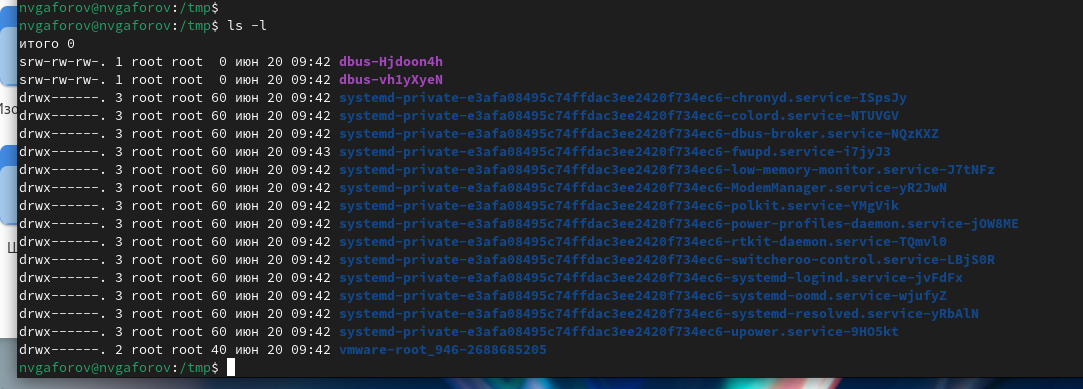 nvgaforov@nvgaforov:/tmp$
nvgaforov@nvgaforov:/tmp$ ls -l
итого 0
srw-rw-rw-. 1 root root  0 июн 20 09:42 dbus-Hjdoon4h
srw-rw-rw-. 1 root root  0 июн 20 09:42 dbus-vh1yXyeN
drwx------. 3 root root 60 июн 20 09:42 systemd-private-e3afa08495c74ffdac3ee2420f734ec6-chronyd.service-ISpsJy
drwx------. 3 root root 60 июн 20 09:42 systemd-private-e3afa08495c74ffdac3ee2420f734ec6-colord.service-NTUVGV
drwx------. 3 root root 60 июн 20 09:42 systemd-private-e3afa08495c74ffdac3ee2420f734ec6-dbus-broker.service-NQzKXZ
drwx------. 3 root root 60 июн 20 09:43 systemd-private-e3afa08495c74ffdac3ee2420f734ec6-fwupd.service-i7jyJ3
drwx------. 3 root root 60 июн 20 09:42 systemd-private-e3afa08495c74ffdac3ee2420f734ec6-low-memory-monitor.service-J7tNFz
drwx------. 3 root root 60 июн 20 09:42 systemd-private-e3afa08495c74ffdac3ee2420f734ec6-ModemManager.service-yR2JwN
drwx------. 3 root root 60 июн 20 09:42 systemd-private-e3afa08495c74ffdac3ee2420f734ec6-polkit.service-YMgVik
drwx------. 3 root root 60 июн 20 09:42 systemd-private-e3afa08495c74ffdac3ee2420f734ec6-power-profiles-daemon.service-jOW8ME
drwx------. 3 root root 60 июн 20 09:42 systemd-private-e3afa08495c74ffdac3ee2420f734ec6-rtkit-daemon.service-TQmvl0
drwx------. 3 root root 60 июн 20 09:42 systemd-private-e3afa08495c74ffdac3ee2420f734ec6-switcheroo-control.service-LBjS0R
drwx------. 3 root root 60 июн 20 09:42 systemd-private-e3afa08495c74ffdac3ee2420f734ec6-systemd-logind.service-jvFdFx
drwx------. 3 root root 60 июн 20 09:42 systemd-private-e3afa08495c74ffdac3ee2420f734ec6-systemd-oomd.service-wjufyZ
drwx------. 3 root root 60 июн 20 09:42 systemd-private-e3afa08495c74ffdac3ee2420f734ec6-systemd-resolved.service-yRbAlN
drwx------. 3 root root 60 июн 20 09:42 systemd-private-e3afa08495c74ffdac3ee2420f734ec6-upower.service-9HO5kt
drwx------. 2 root root 40 июн 20 09:42 vmware-root_946-2688685205
nvgaforov@nvgaforov:/tmp$